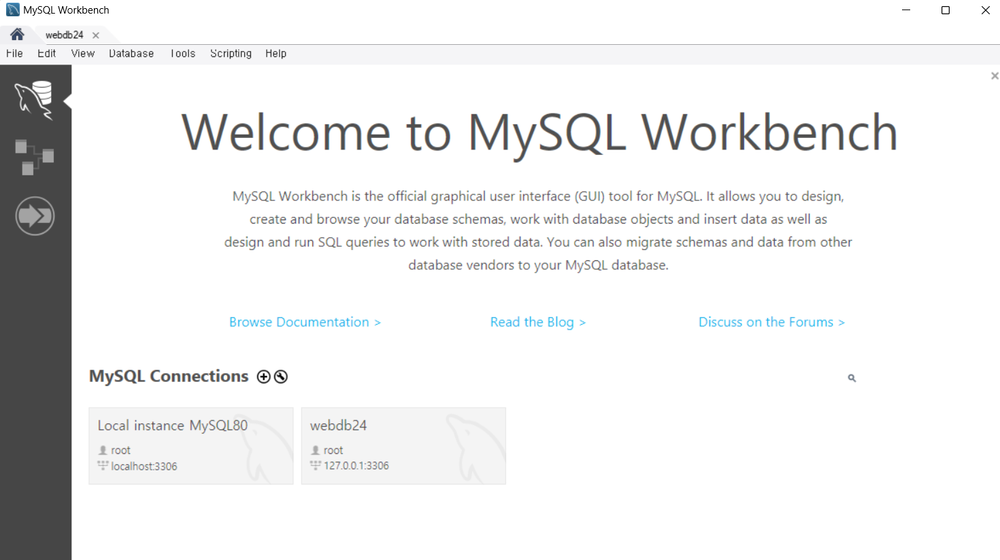 MySQL Workbench
webdb24
File Edit View Database Tools Scripting Help
Welcome to MySQL Workbench
MySQL Workbench is the official graphical user interface (GUI) tool for MySQL. It allows you to design,
create and browse your database schemas, work with database objects and insert data as well as
design and run SQL queries to work with stored data. You can also migrate schemas and data from other
database vendors to your MySQL database.
Browse Documentation > Read the Blog > Discuss on the Forums >
MySQL Connections
Local instance MySQL80
root
localhost:3306
webdb24
root
127.0.0.1:3306